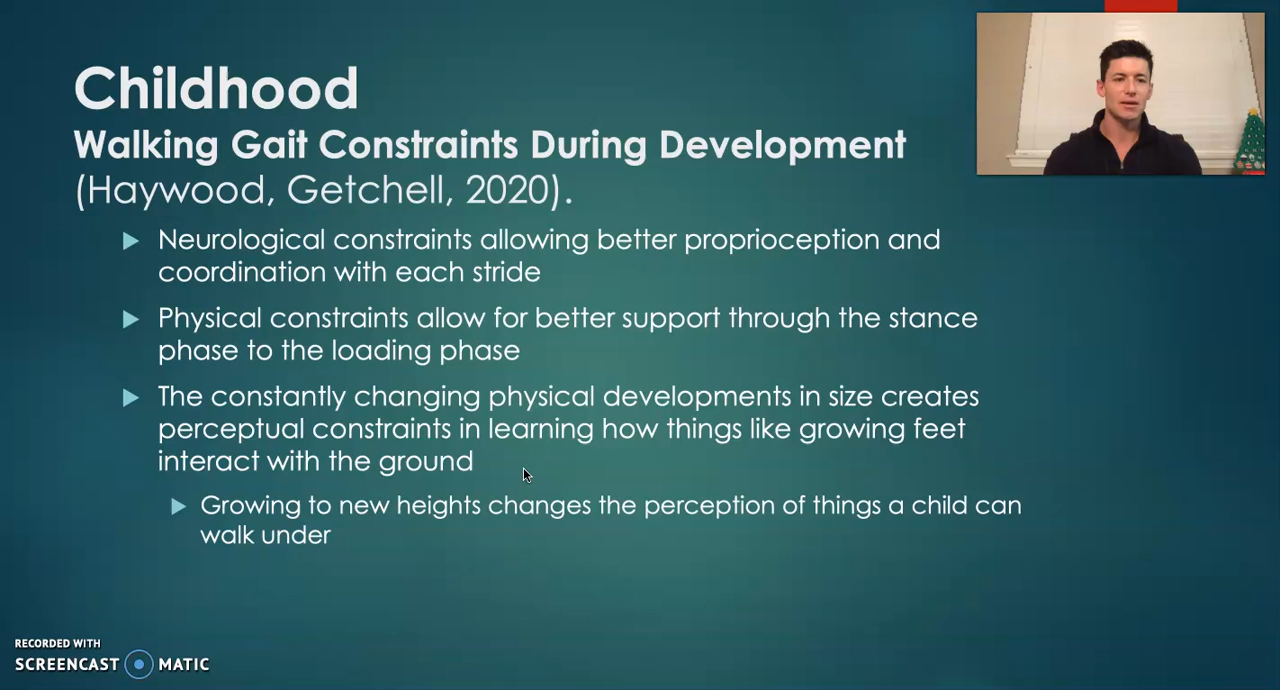 Childhood
Walking Gait Constraints During Development
(Haywood, Getchell, 2020).
Neurological constraints allowing better proprioception and
coordination with each stride
Physical constraints allow for better support through the stance
phase to the loading phase
The constantly changing physical developments in size creates
perceptual constraints in learning how things like growing feet
interact with the ground
Growing to new heights changes the perception of things a child can
walk under
RECORDED WITH
SCREENCAST MATIC